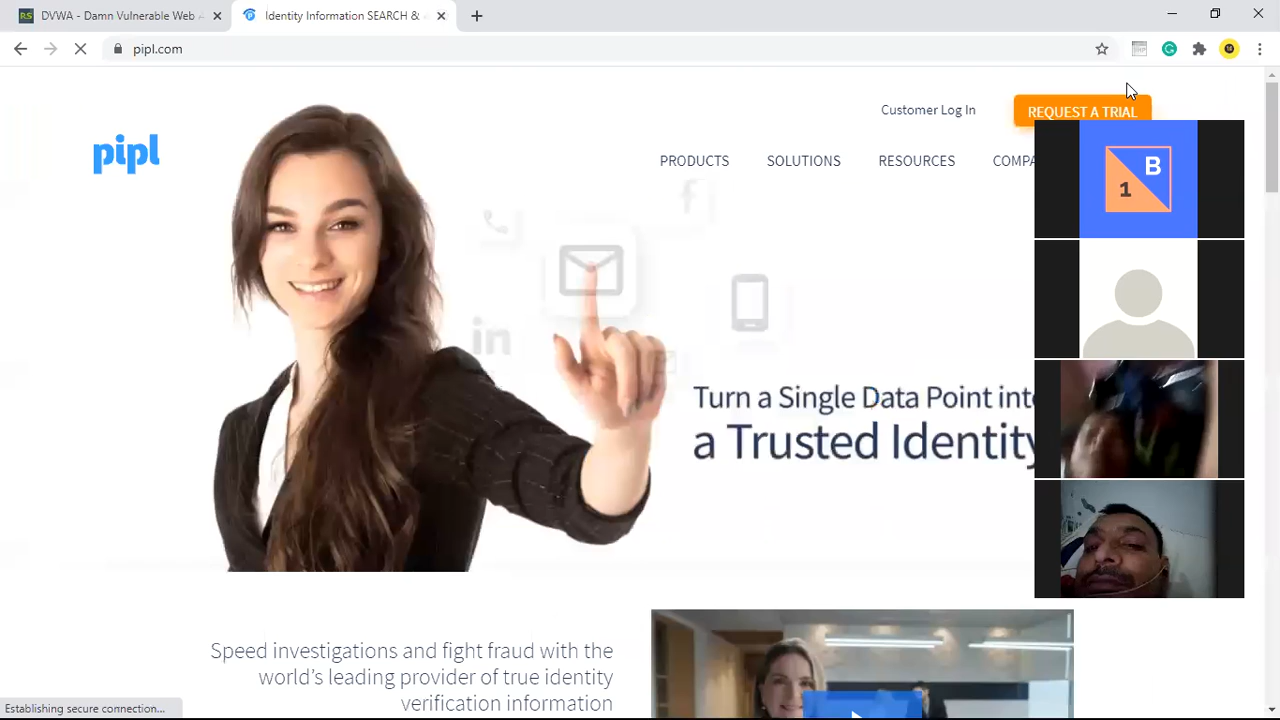 DVWA - Damn Vulnerable Web A
Identity Information SEARCH &
pipl.com
Customer Log In
REQUEST A TRIAL
pipl
PRODUCTS
SOLUTIONS
RESOURCES
COMPA
B
1
in
f
Turn a Single Data Point into
a Trusted Identity
Speed investigations and fight fraud with the
world's leading provider of true identity
verification information
Establishing secure connection...